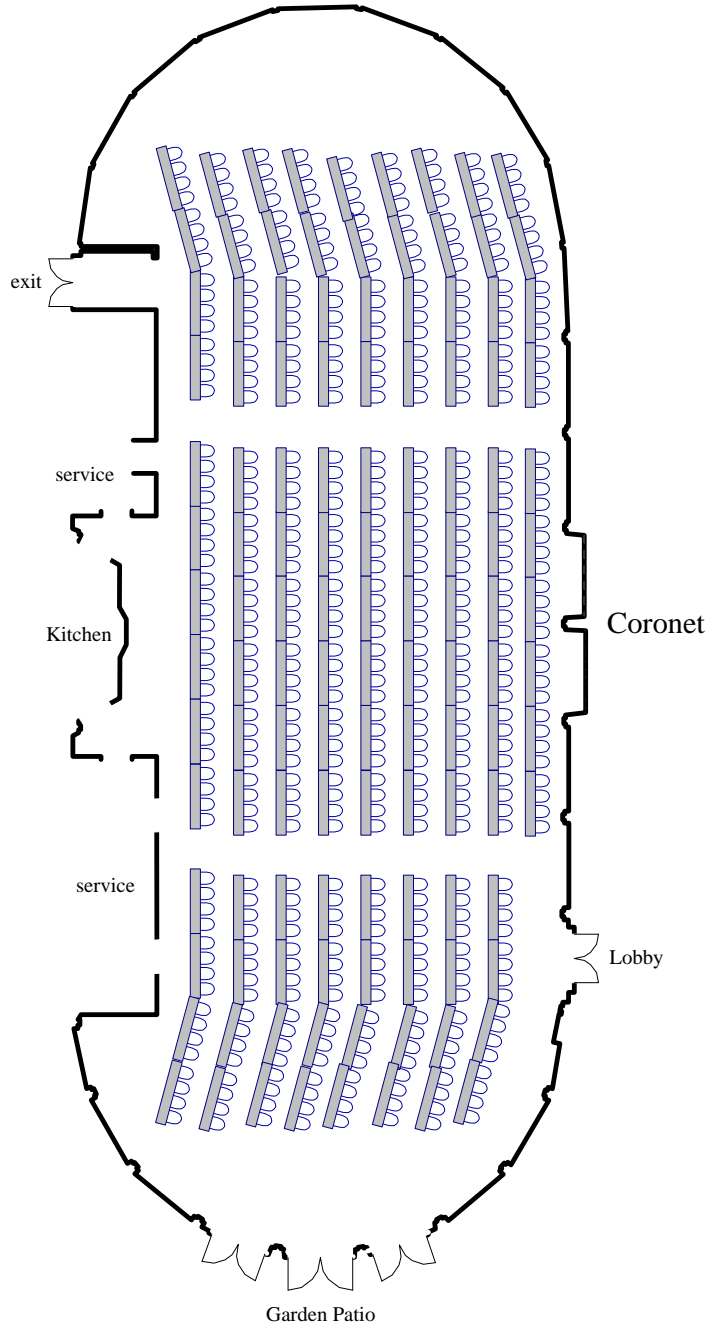 exit
service
Kitchen
Coronet
service
Lobby
Garden Patio